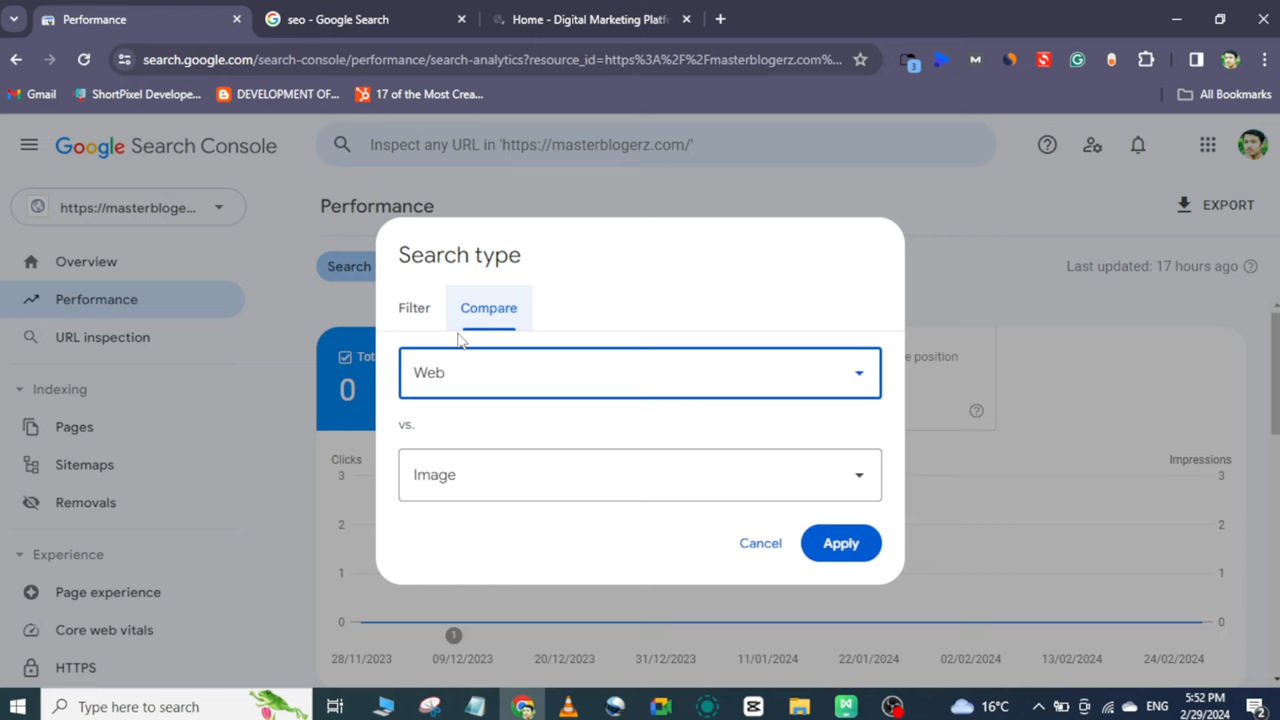 Performance
seo - Google Search
Home - Digital Marketing Platf
search.google.com/search-console/performance/search-analytics?resource_id=https%3A%2F%2Fmasterblogerz.com%...
3
Gmail
ShortPixel Develope...
DEVELOPMENT OF...
17 of the Most Crea...
All Bookmarks
Google Search Console
Inspect any URL in 'https://masterblogerz.com/'
https://masterbloge...
Performance
EXPORT
Overview
Performance
URL inspection
Indexing
Pages
Sitemaps
Removals
Experience
Page experience
Core web vitals
HTTPS
Search
Last updated: 17 hours ago
Search type
Filter
Compare
Web
vs.
Image
Cancel
Apply
Tot
0
e position
Clicks
Impressions
3
3
2
2
1
1
0
0
1
28/11/2023
09/12/2023
20/12/2023
31/12/2023
11/01/2024
22/01/2024
02/02/2024
13/02/2024
24/02/2024
Type here to search
16°C
ENG
5:52 PM
2/29/2024
2